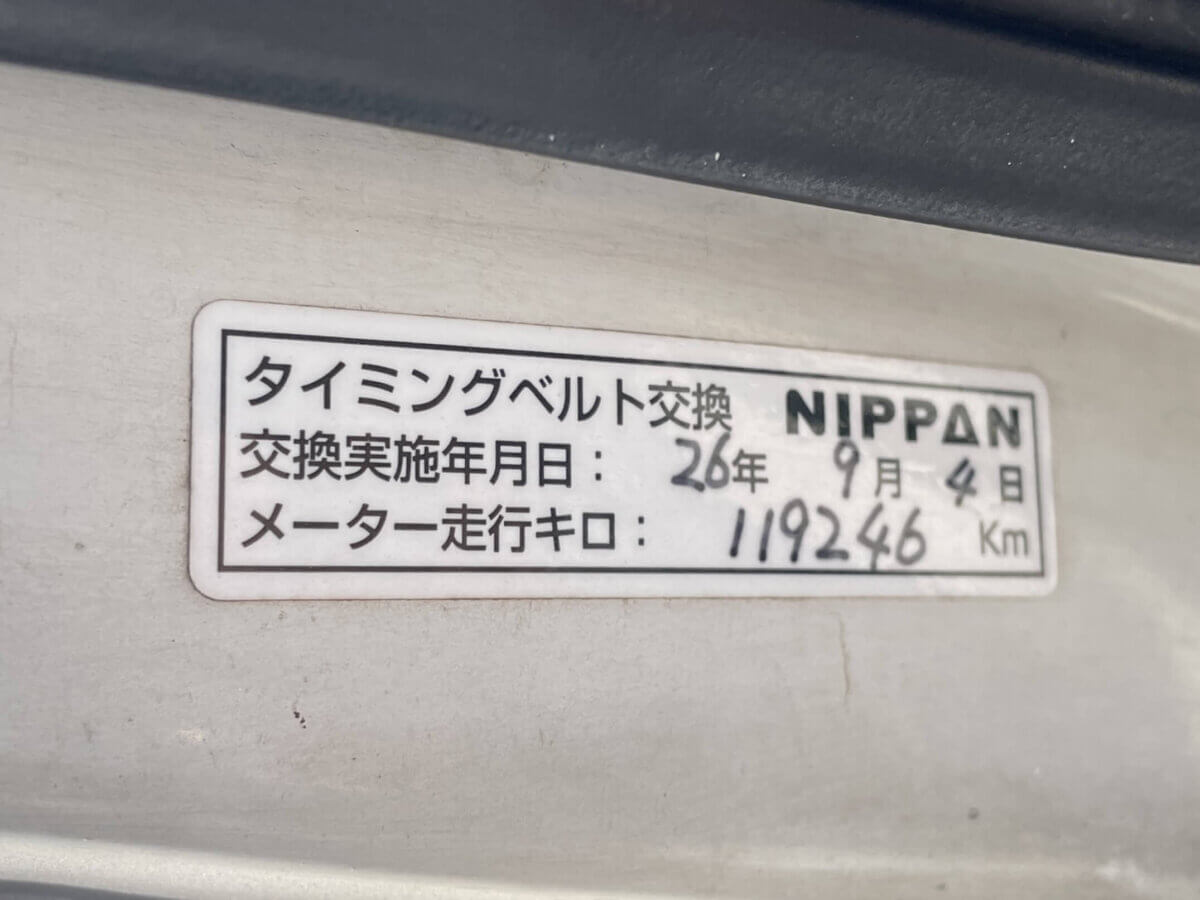 タイミングベルト交換 NIPPAN
交換実施年月日: 26年 9月 4日
メーター走行キロ: 119246 Km